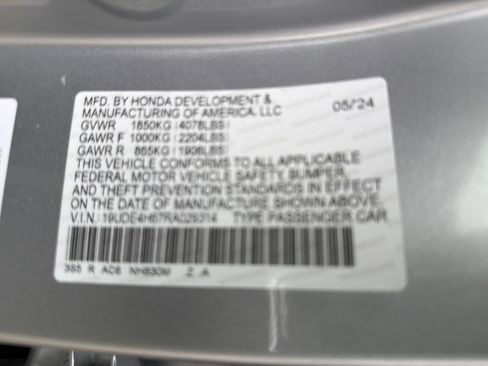 MFD. BY HONDA DEVELOPMENT &
MANUFACTURING OF AMERICA, LLC
05/24
GVWR 1850KG(4078LBS)
GAWR F 1000KG(2204LBS)
GAWR R 865KG(1906LBS)
THIS VEHICLE CONFORMS TO ALL APPLICABLE
FEDERAL MOTOR VEHICLE SAFETY, BUMPER,
AND THEFT PREVENTION STANDARDS IN EFFECT
ON THE DATE OF MANUFACTURE SHOWN ABOVE.
V.I.N.: TYPE:PASSENGER CAR
R NH830M 2 A